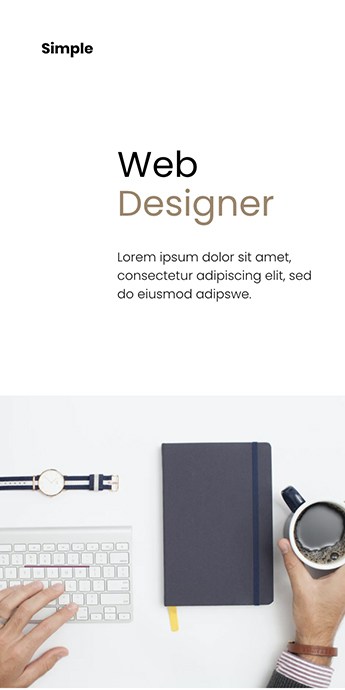 Simple
Web
Designer
Lorem ipsum dolor sit amet,
consectetur adipiscing elit, sed
do eiusmod adipswe.